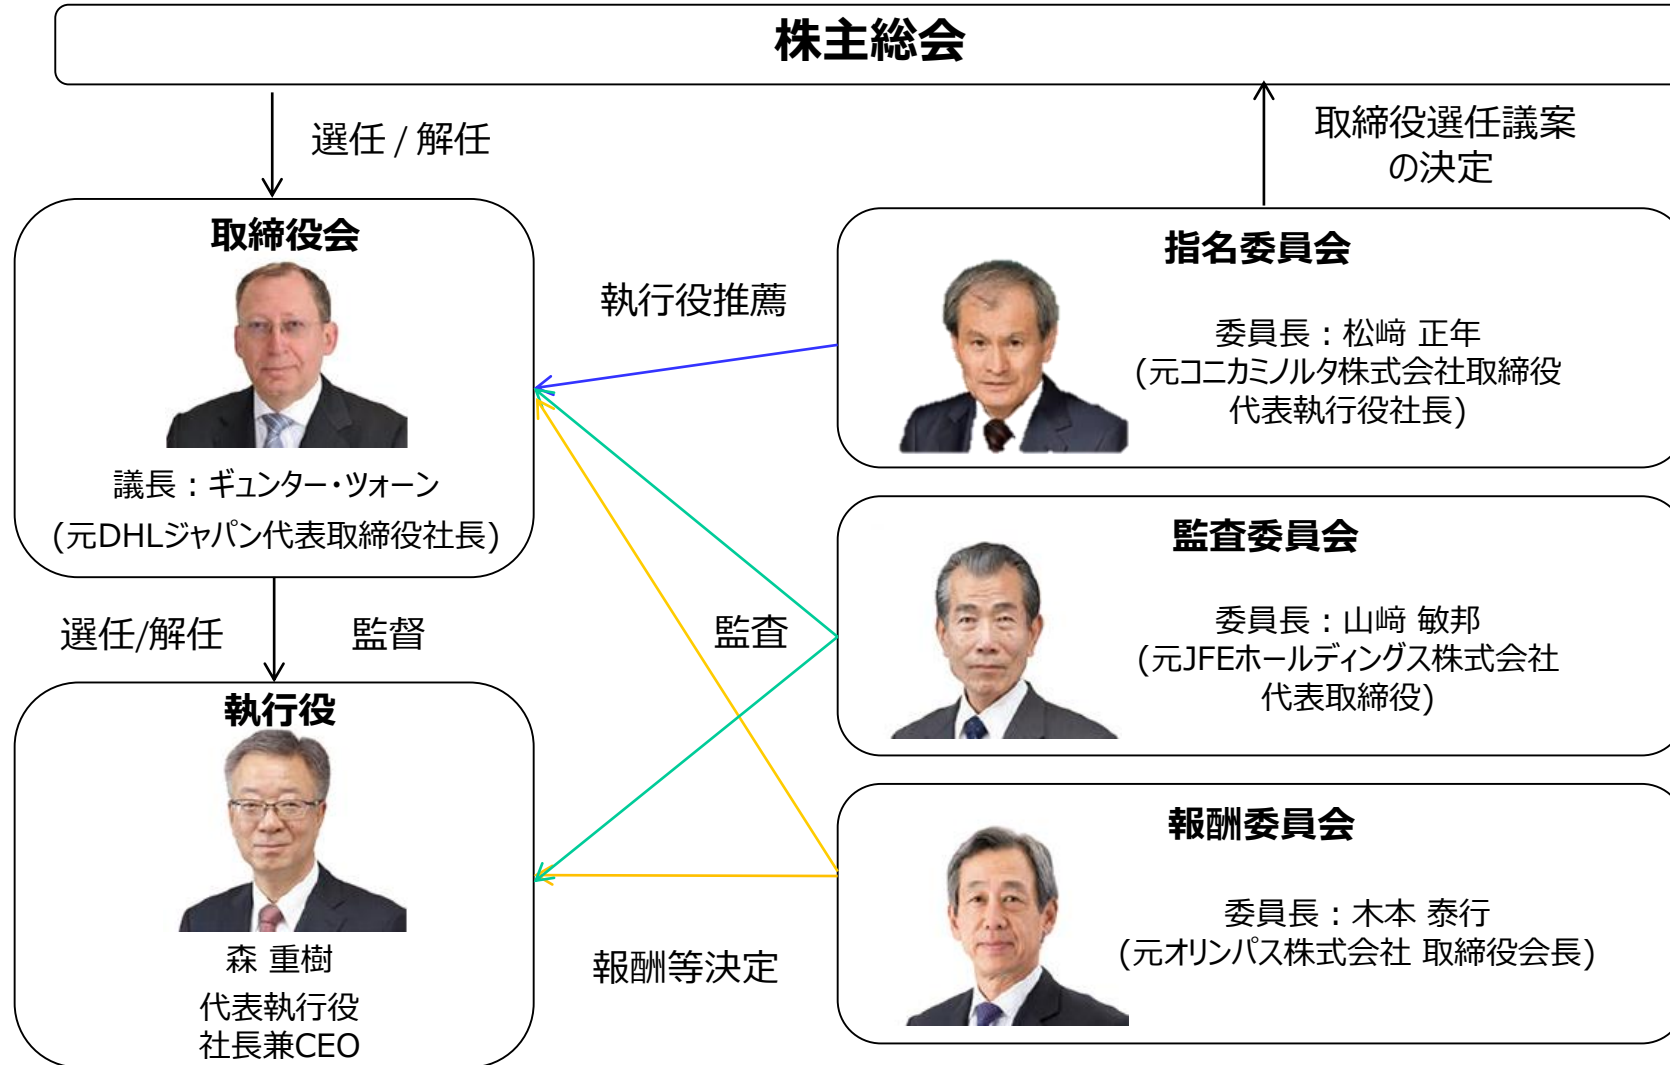 株主総会
選任 / 解任
取締役選任議案
の決定
取締役会
議長：ギュンター・ツォーン
(元DHLジャパン代表取締役社長)
執行役推薦
指名委員会
委員長：松﨑 正年
(元コニカミノルタ株式会社取締役
代表執行役社長)
選任/解任
監督
監査
監査委員会
委員長：山﨑 敏邦
(元JFEホールディングス株式会社
代表取締役)
執行役
森 重樹
代表執行役
社長兼CEO
報酬等決定
報酬委員会
委員長：木本 泰行
(元オリンパス株式会社 取締役会長)